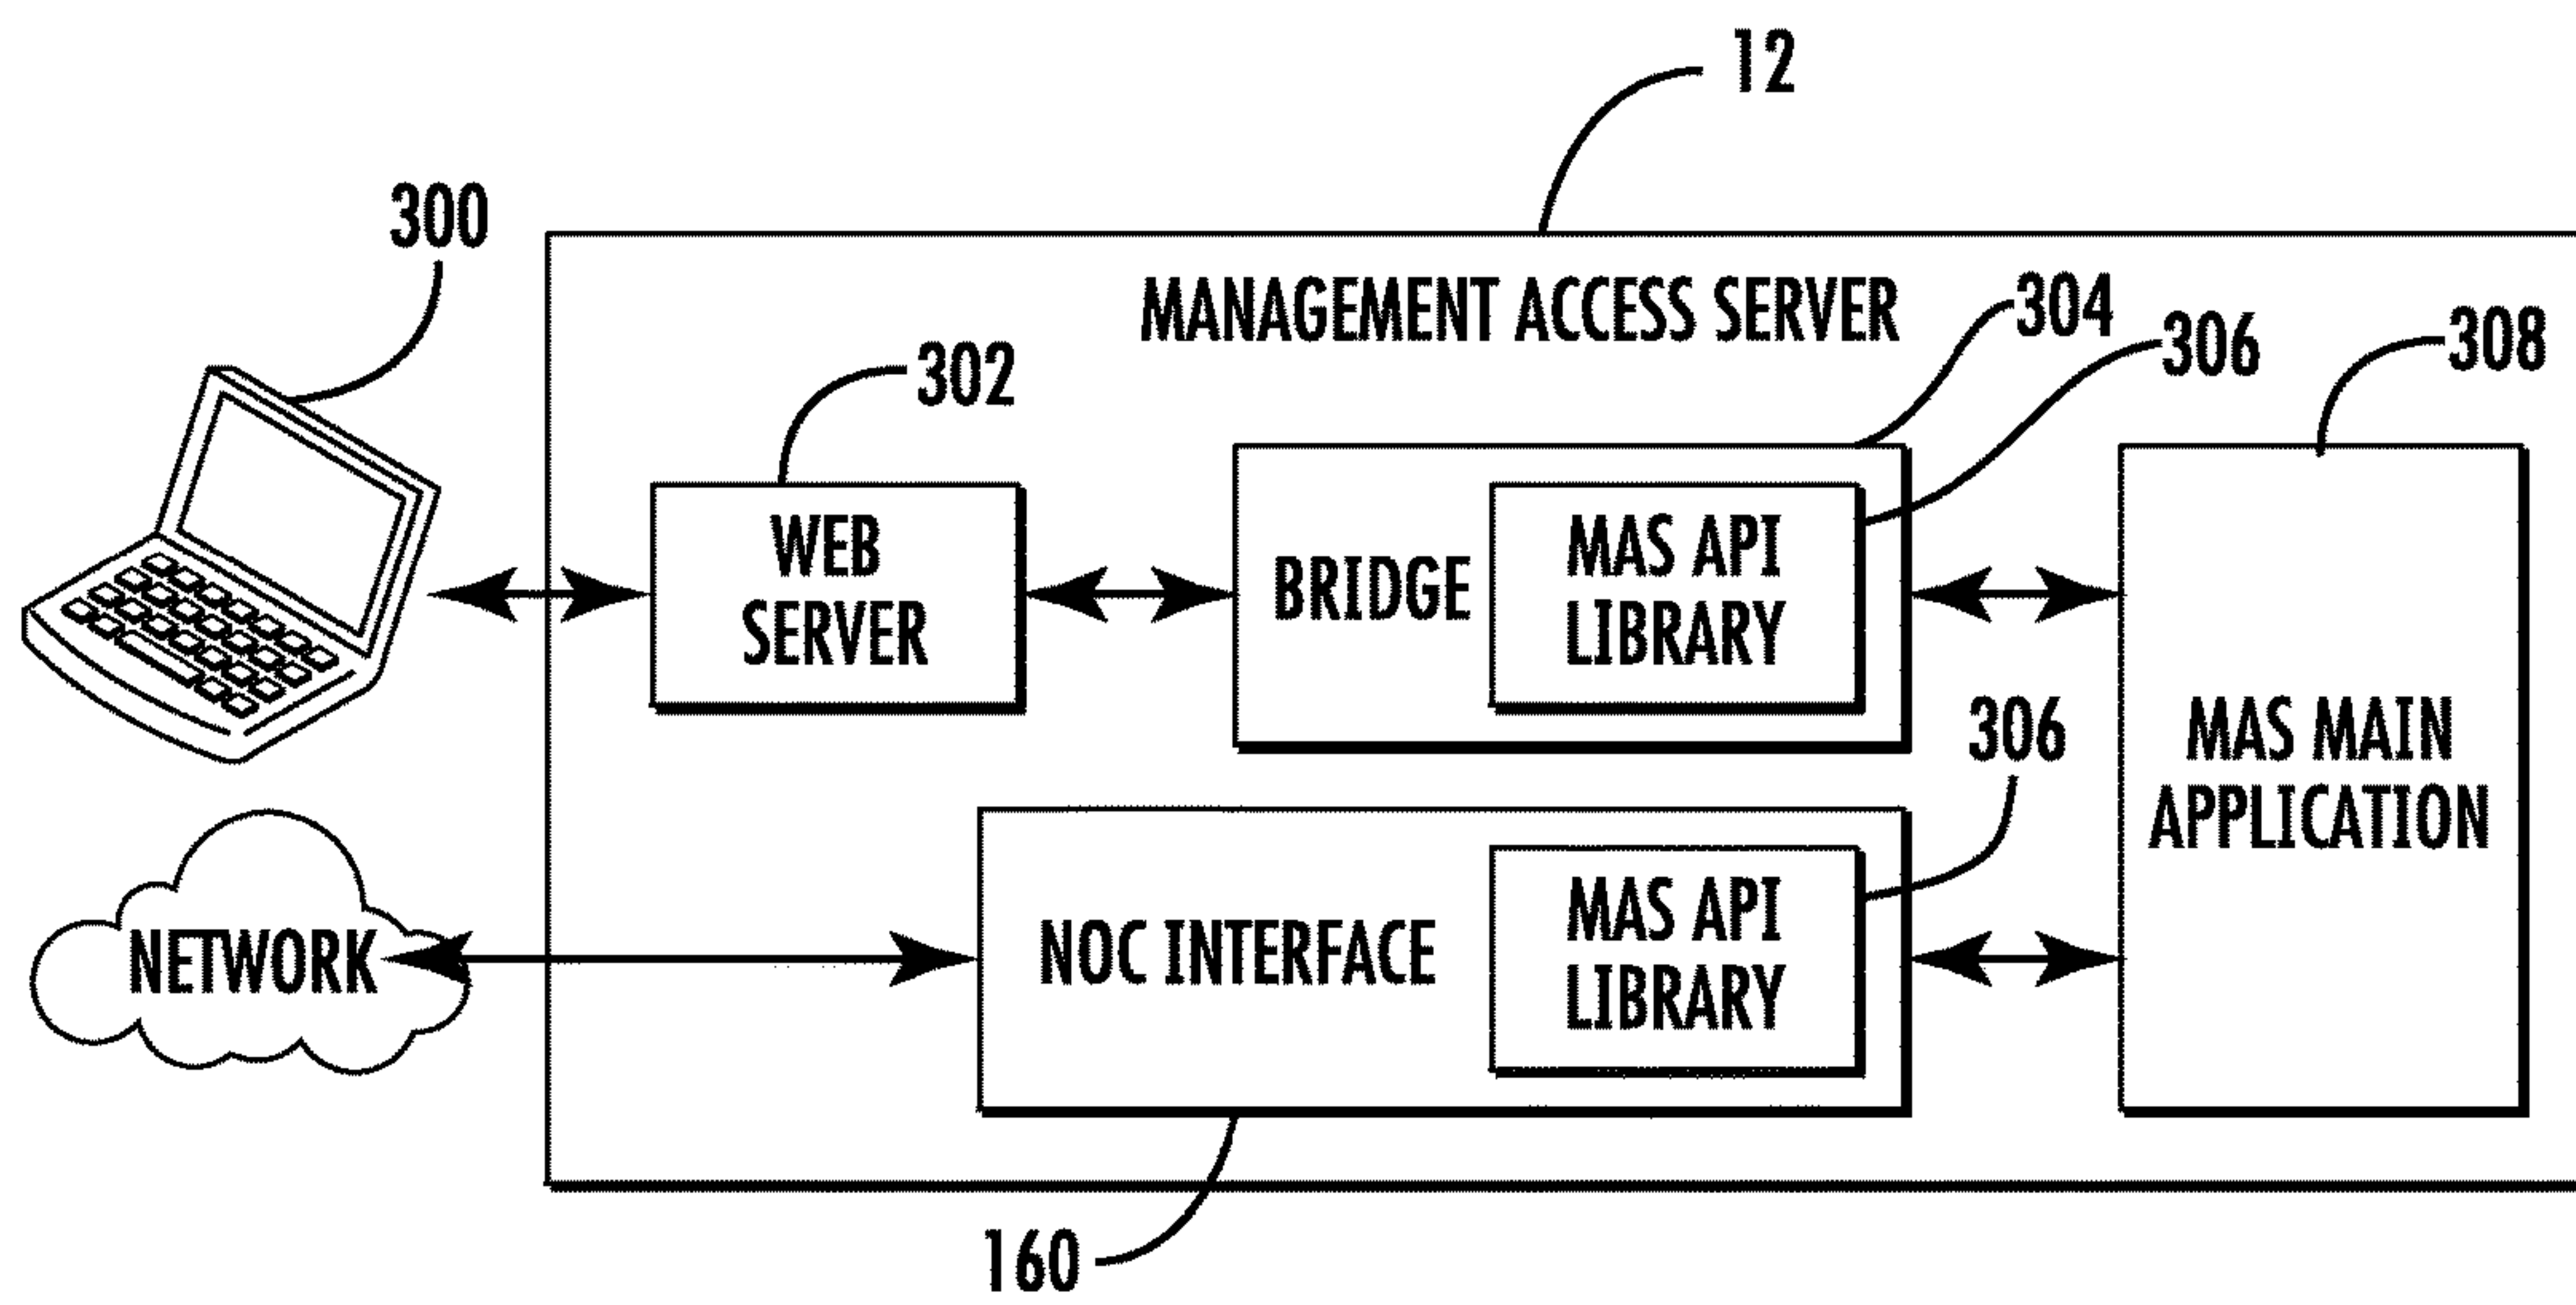 12
300
MANAGEMENT ACCESS SERVER
304
306
308
302
WEB
SERVER
BRIDGE
MAS API
LIBRARY
306
MAS MAIN
APPLICATION
NETWORK
NOC INTERFACE
MAS API
LIBRARY
160